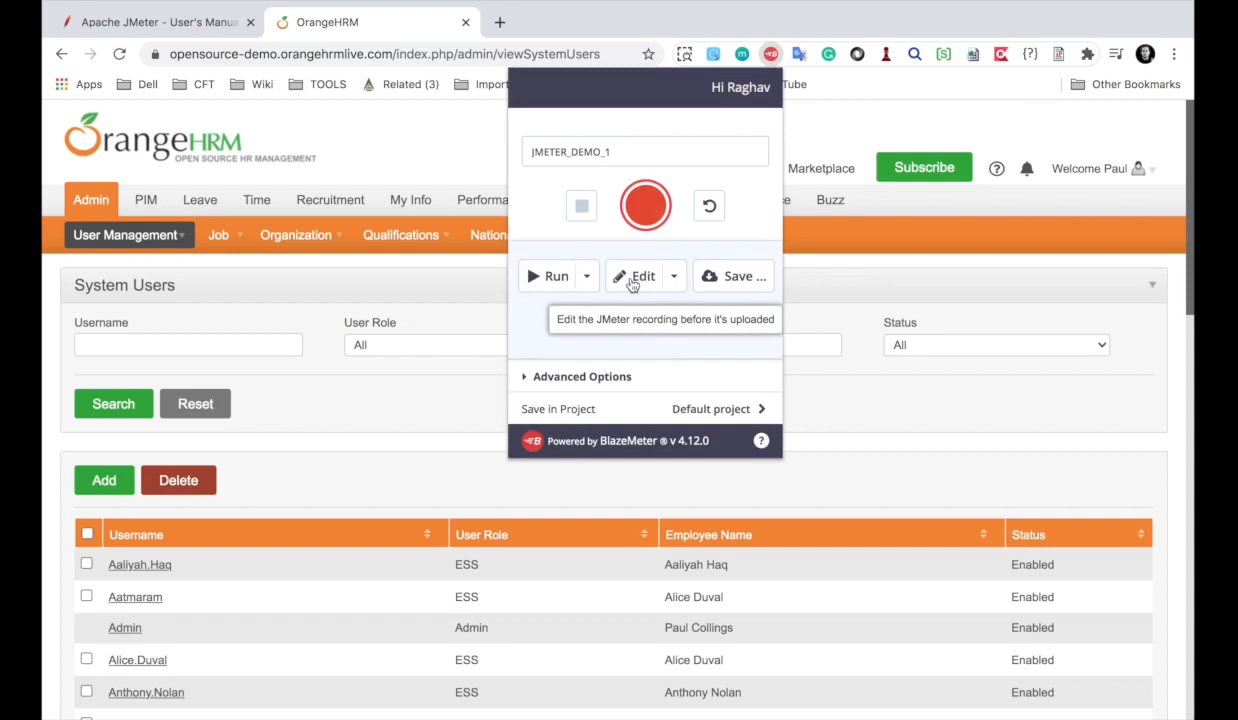 Apache JMeter - User's Manua
OrangeHRM
opensource-demo.orangehrmlive.com/index.php/admin/viewSystemUsers
Apps Dell CFT Wiki TOOLS Related (3) Import Tube Other Bookmarks
Hi Raghav
JMETER_DEMO_1
OrangeHRM
OPEN SOURCE HR MANAGEMENT
Marketplace Subscribe Welcome Paul
Admin PIM Leave Time Recruitment My Info Performa e Buzz
User Management Job Organization Qualifications Nation
Run Edit Save ...
Edit the JMeter recording before it's uploaded
System Users
Username User Role Status
All All
Advanced Options
Search Reset
Save in Project Default project
Powered by BlazeMeter ® v 4.12.0 ?
Add Delete
Username User Role Employee Name Status
Aaliyah.Haq ESS Aaliyah Haq Enabled
Aatmaram ESS Alice Duval Enabled
Admin Admin Paul Collings Enabled
Alice.Duval ESS Alice Duval Enabled
Anthony.Nolan ESS Anthony Nolan Enabled